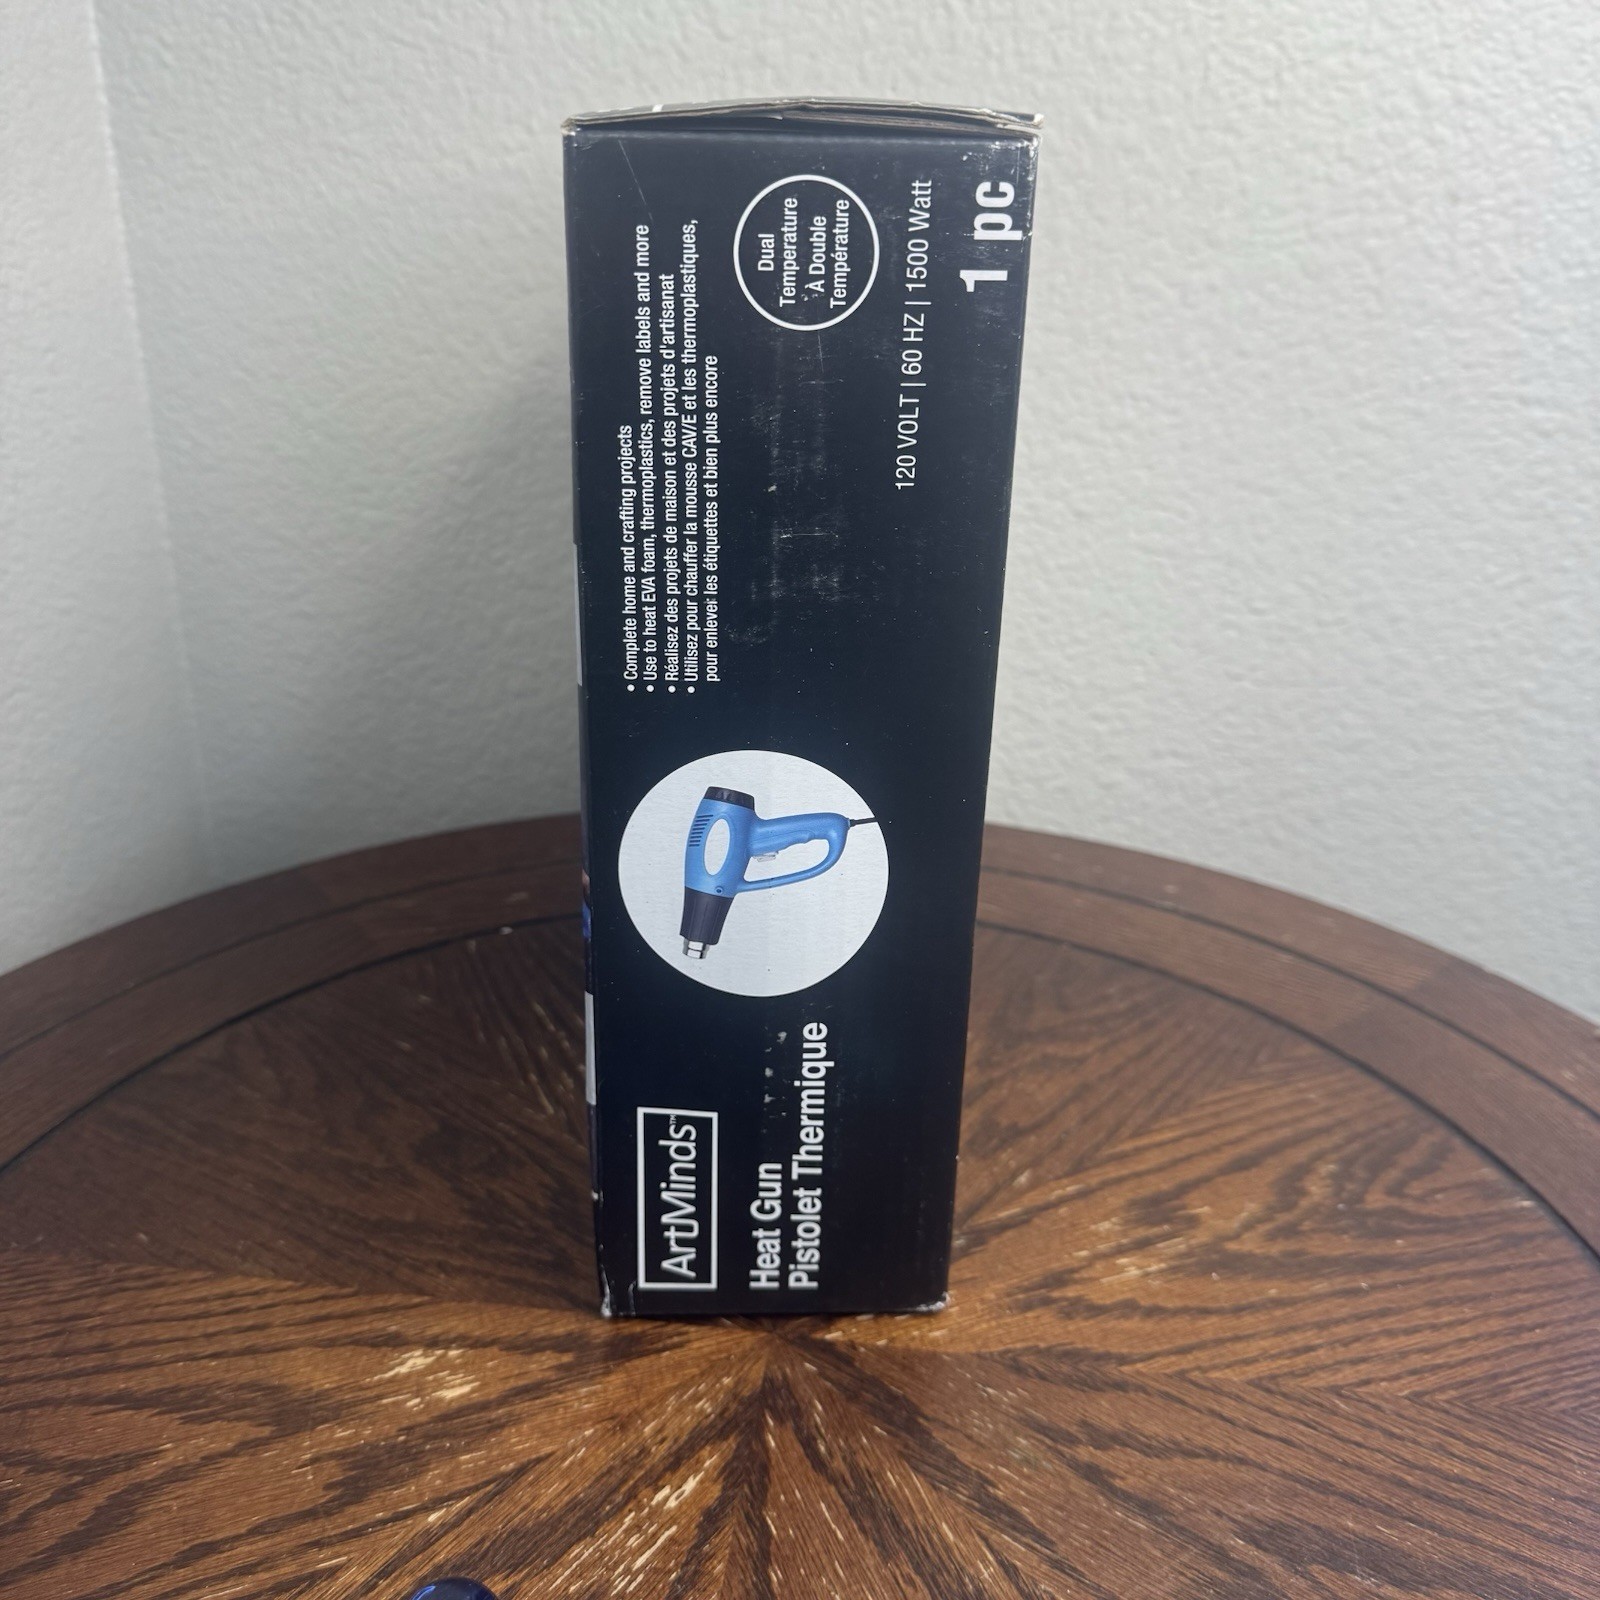 ArtMinds™
Heat Gun
Pistolet Thermique
• Complete home and crafting projects
• Use to heat EVA foam, thermoplastics, remove labels and more
• Réalisez des projets de maison et des projets d'artisanat
• Utilisez pour chauffer la mousse CAV/E et les thermoplastiques,
pour enlever les étiquettes et bien plus encore
Dual
Temperature
À Double
Température
120 VOLT | 60 HZ | 1500 Watt
1 pc